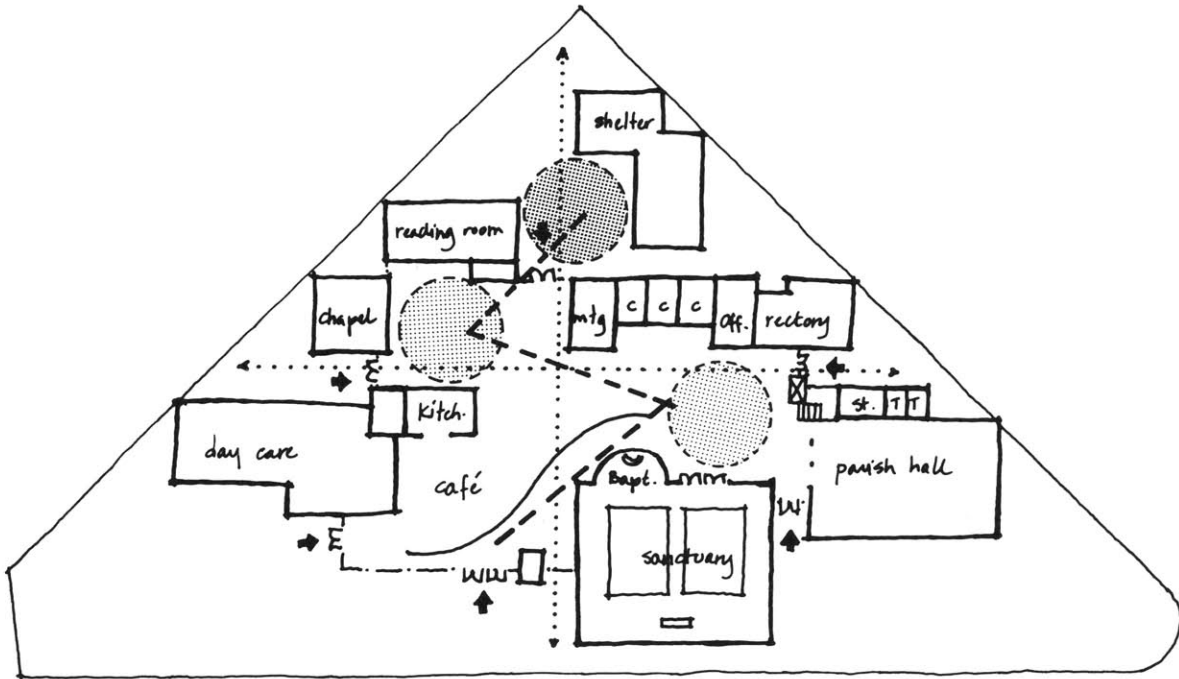 shelter
reading room
chapel
mtg
C
C
C
Off.
rectory
Kitch.
St.
T
T
day care
café
Bapt.
parish hall
sanctuary